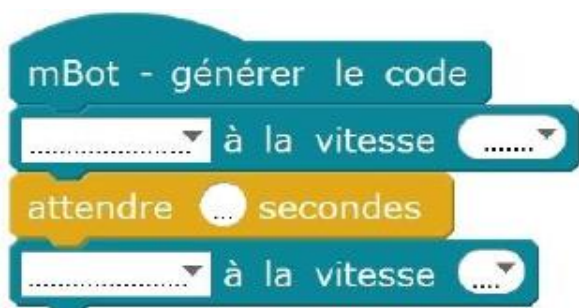 mBot - générer le code
.................... à la vitesse .......
attendre ... secondes
.................... à la vitesse ....